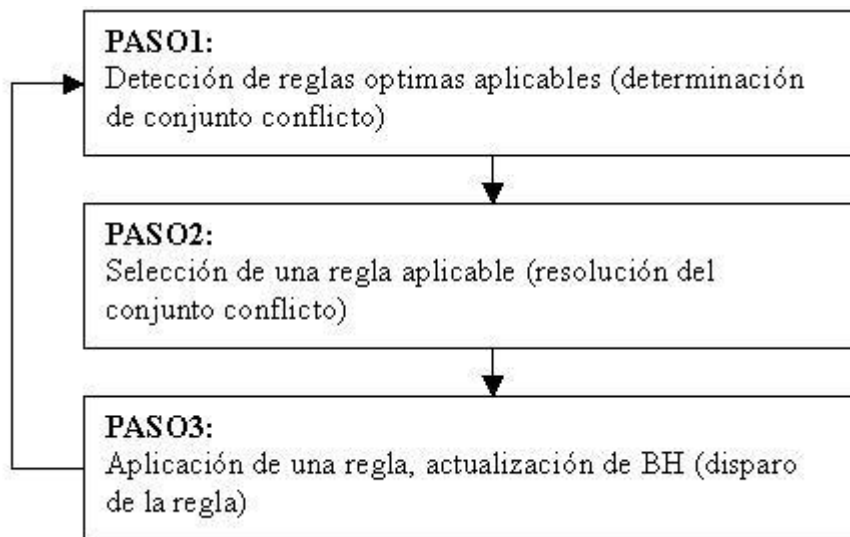 PASO1:
Detección de reglas optimas aplicables (determinación
de conjunto conflicto)
PASO2:
Selección de una regla aplicable (resolución del
conjunto conflicto)
PASO3:
Aplicación de una regla, actualización de BH (disparo
de la regla)